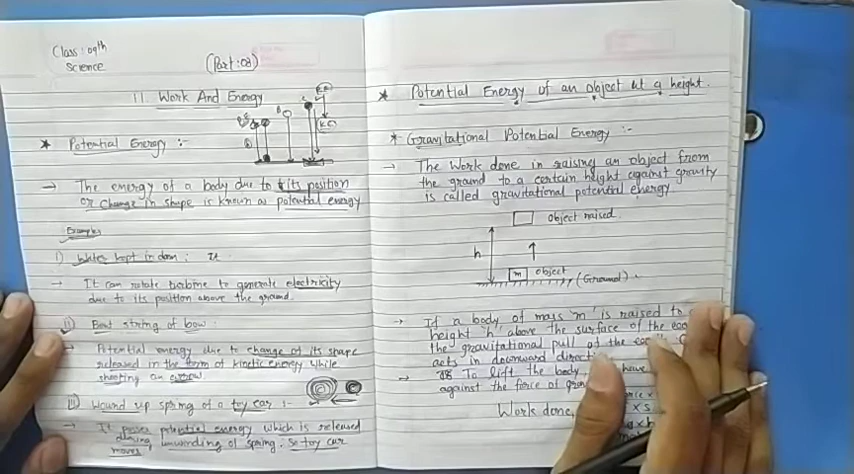 Class: 09th
Science
(Part:08)
11. Work And Energy
* Potential Energy :-
→ The energy of a body due to its position
or change in shape is known as potential energy
Examples
i) Water kept in dam:
→ It can rotate turbine to generate electricity
due to its position above the ground.
ii) Bent string of bow:
→ Potential energy due to change of its shape
released in the form of kinetic energy while
shooting an arrow.
iii) Wound up spring of a toy car :-
→ It potential energy which is released
during unwinding of spring. So toy car
moves.
* Potential Energy of an object at a height.
* Gravitational Potential Energy :-
→ The work done in raising an object from
the ground to a certain height against gravity
is called gravitational potential energy.
object raised.
h
m object
(Ground).
→ If a body of mass 'm' is raised to
height 'h' above the surface of the
the gravitational pull of the
acts in downward
→ To lift the body, have
against the force of
Work done,